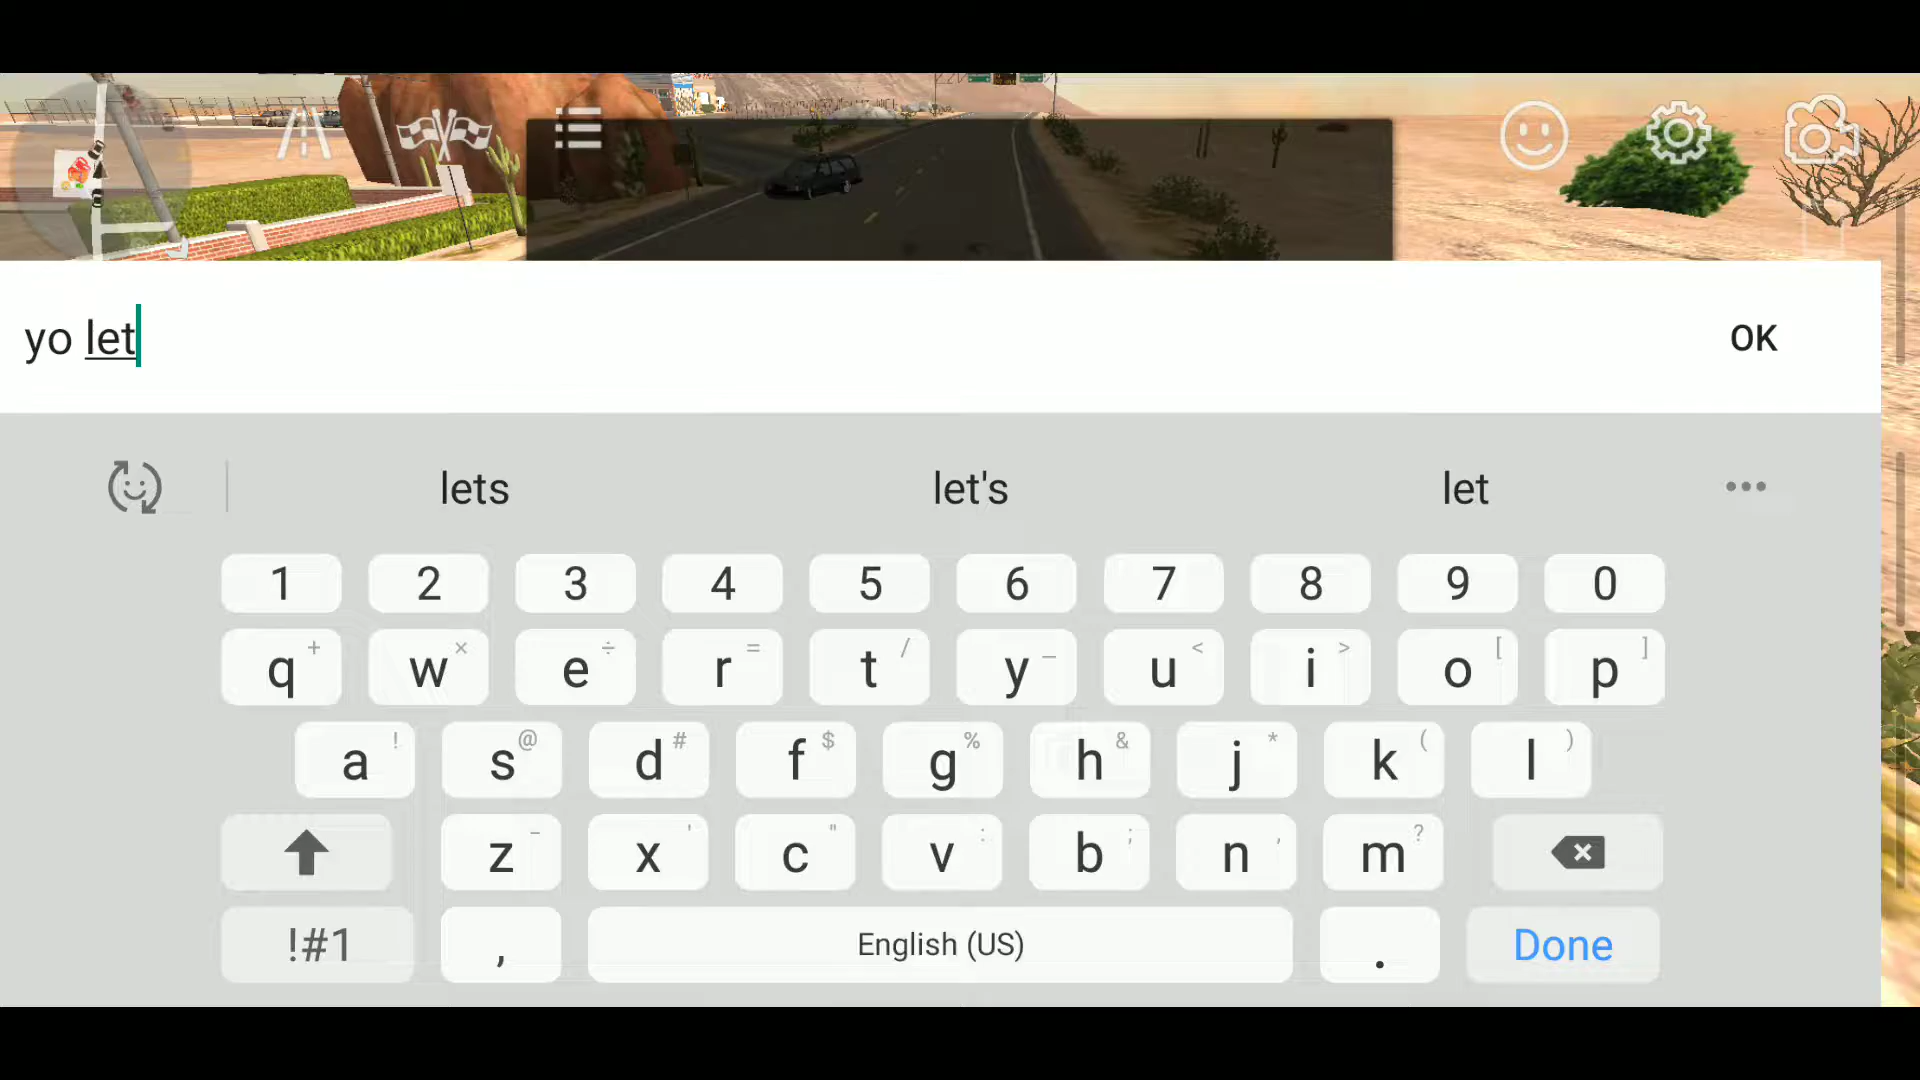 yo let
OK
lets let's let
1 2 3 4 5 6 7 8 9 0
q + w × e ÷ r = t / y _ u < i > o [ p ]
a ! s @ d # f $ g % h & j * k ( l )
z - x ' c " v : b ; n , m ?
!#1 , English (US) . Done